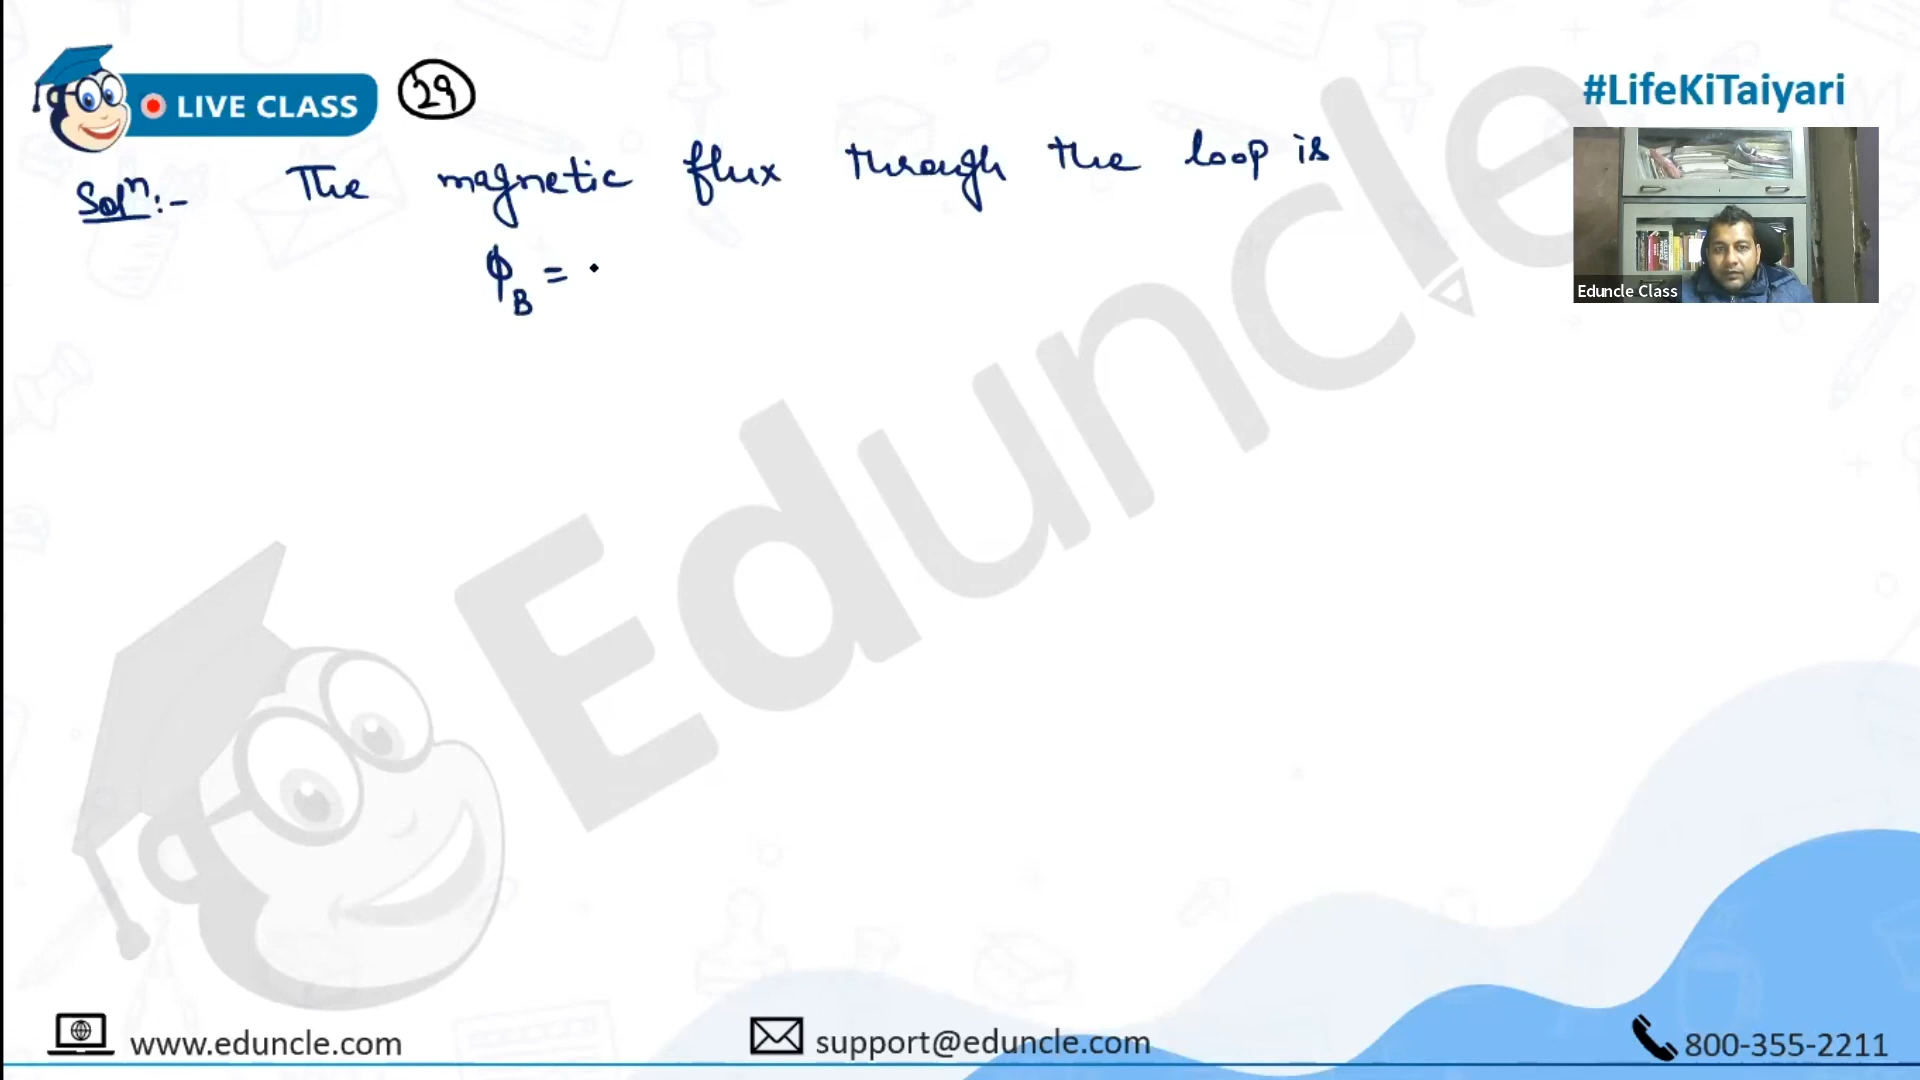 LIVE CLASS
29
#LifeKiTaiyari
Solⁿ:- The magnetic flux through the loop is
ϕ_B =
Eduncle Class
Eduncle
www.eduncle.com
support@eduncle.com
800-355-2211